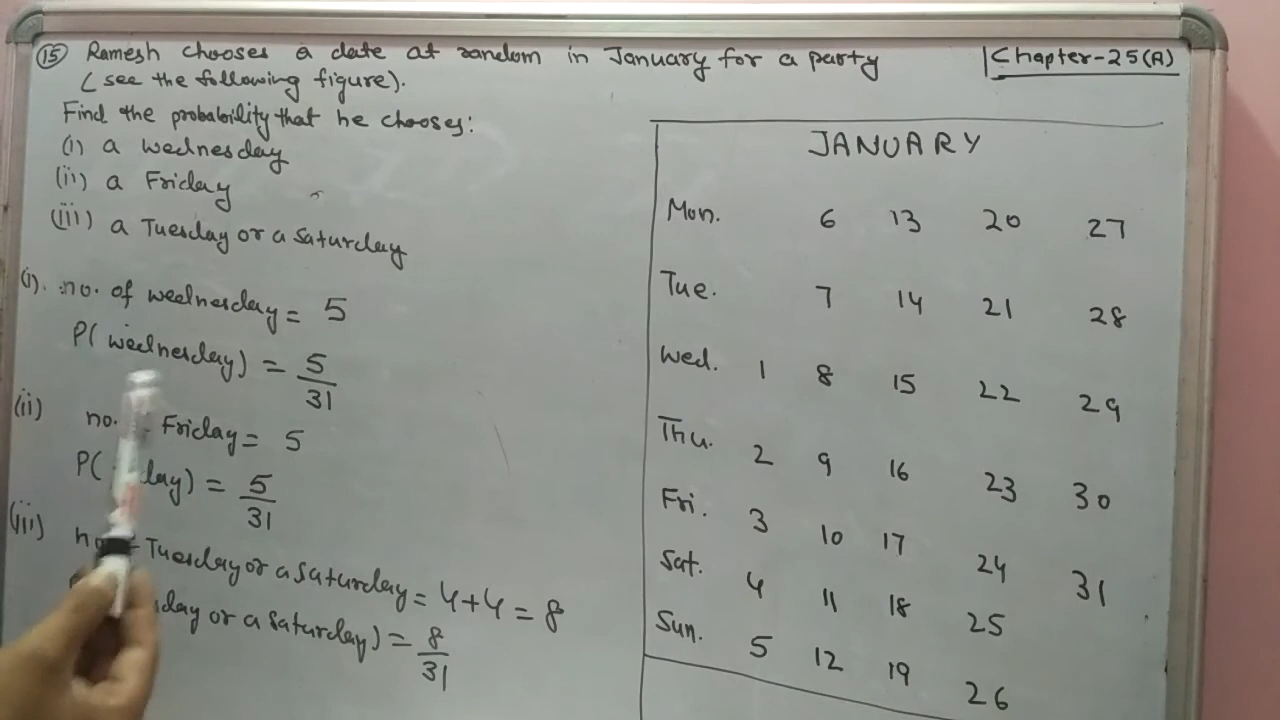 15 Ramesh chooses a date at random in January for a party
(see the following figure).
Find the probability that he chooses:
(i) a Wednesday
(ii) a Friday
(iii) a Tuesday or a Saturday
(i). no. of wednesday = 5
P(wednesday) = 5/31
(ii) no. Friday = 5
P( day) = 5/31
(iii) Tuesday or a Saturday = 4+4 = 8
day or a Saturday) = 8/31
Chapter-25(A)
JANUARY
Mon. 6 13 20 27
Tue. 7 14 21 28
Wed. 1 8 15 22 29
Thu. 2 9 16 23 30
Fri. 3 10 17 24 31
Sat. 4 11 18 25
Sun. 5 12 19 26